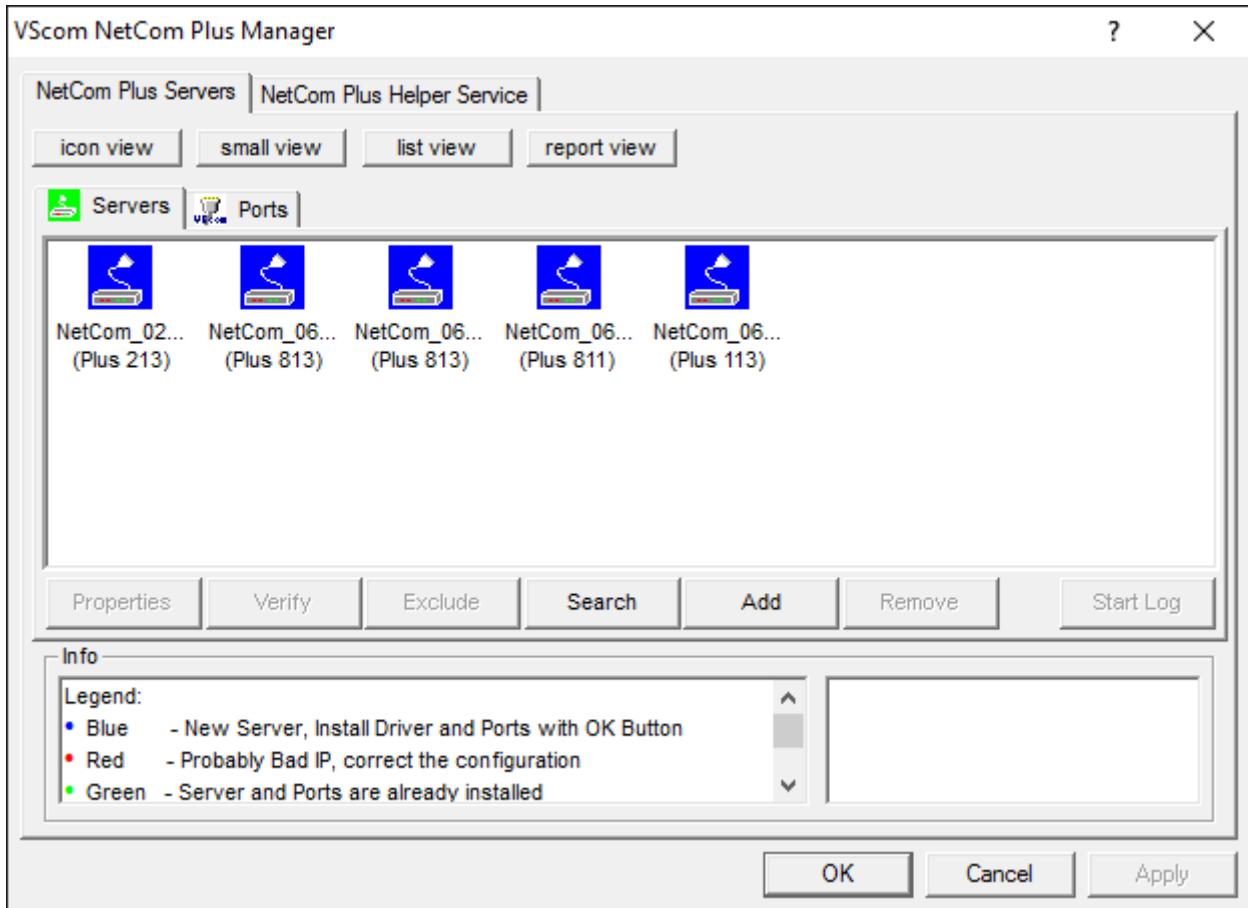 VScom NetCom Plus Manager
NetCom Plus Servers NetCom Plus Helper Service
icon view small view list view report view
Servers Ports
NetCom_02... NetCom_06... NetCom_06... NetCom_06... NetCom_06...
(Plus 213) (Plus 813) (Plus 813) (Plus 811) (Plus 113)
Properties Verify Exclude Search Add Remove Start Log
Info
Legend:
• Blue - New Server, Install Driver and Ports with OK Button
• Red - Probably Bad IP, correct the configuration
• Green - Server and Ports are already installed
OK Cancel Apply